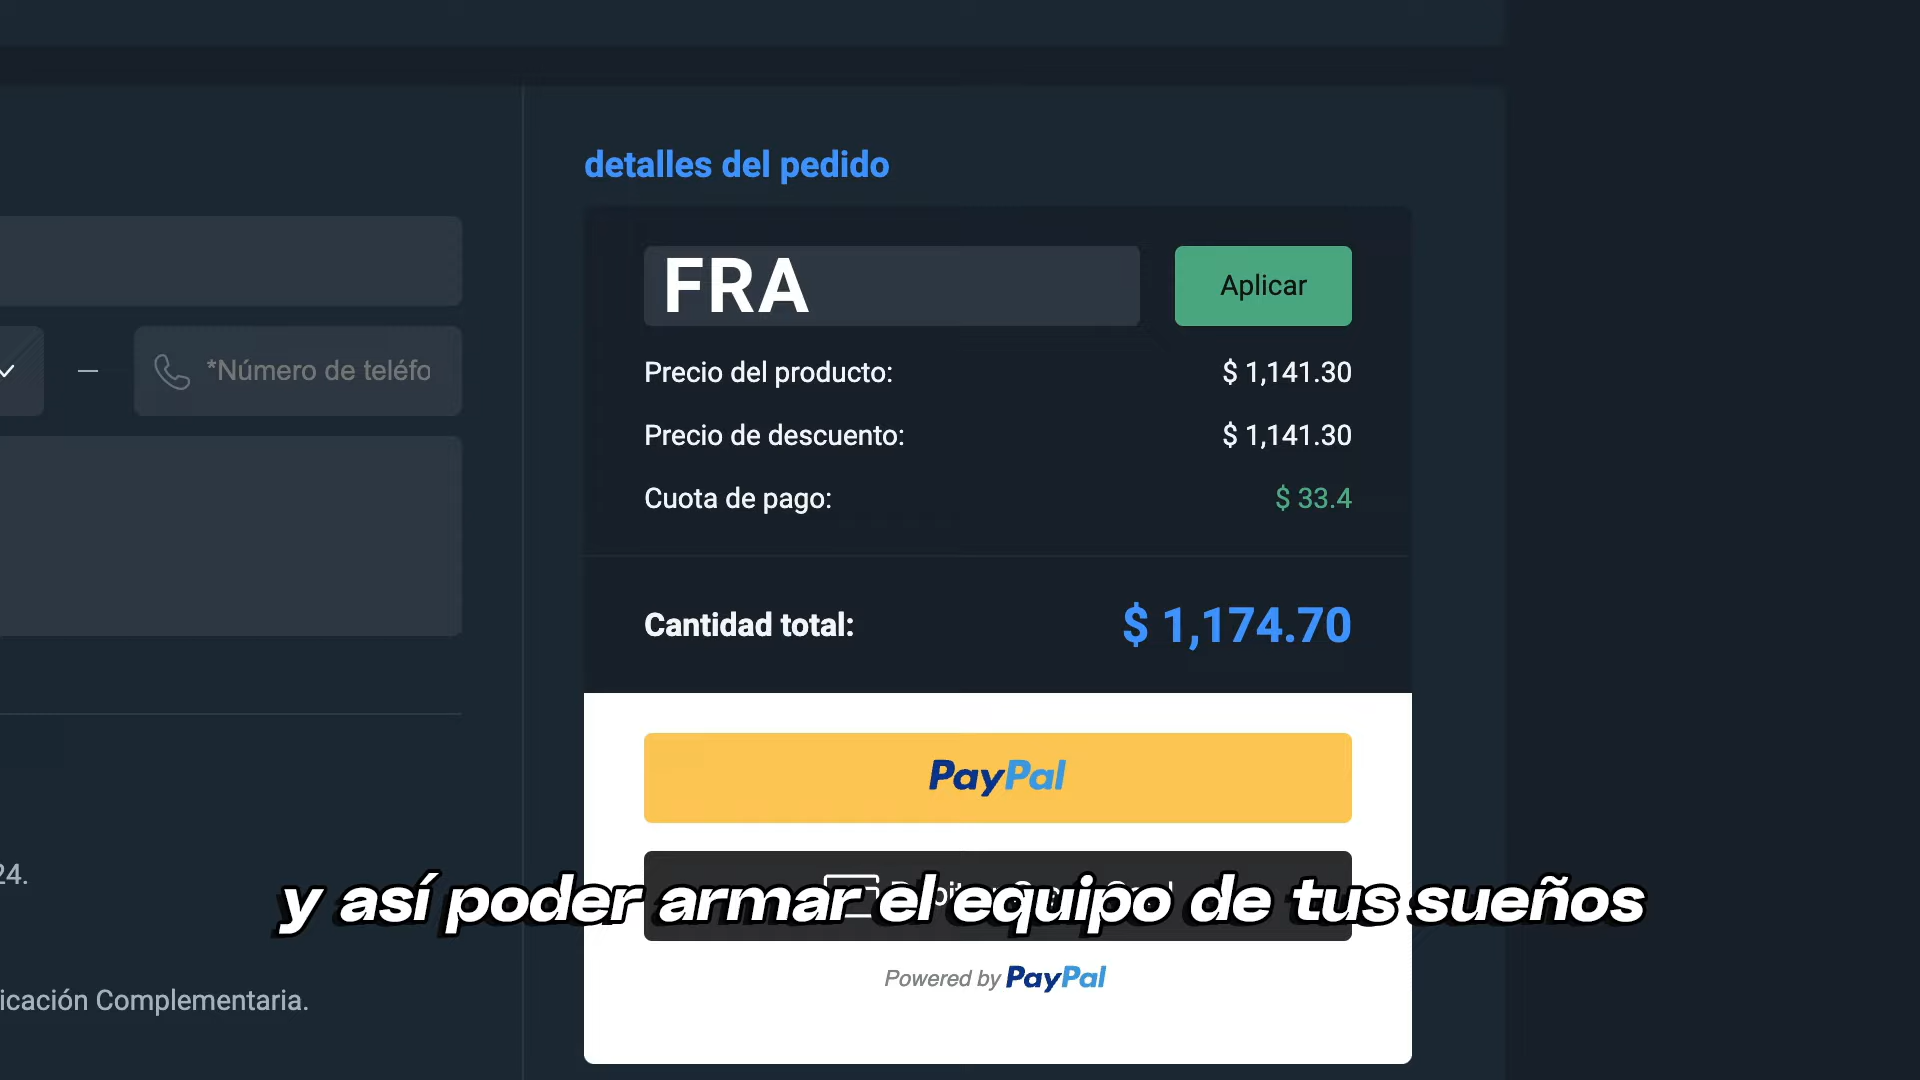 detalles del pedido
FRA
Aplicar
*Número de teléfo
Precio del producto:
$ 1,141.30
Precio de descuento:
$ 1,141.30
Cuota de pago:
$ 33.4
Cantidad total:
$ 1,174.70
PayPal
24.
y así poder armar el equipo de tus sueños
Powered by PayPal
icación Complementaria.